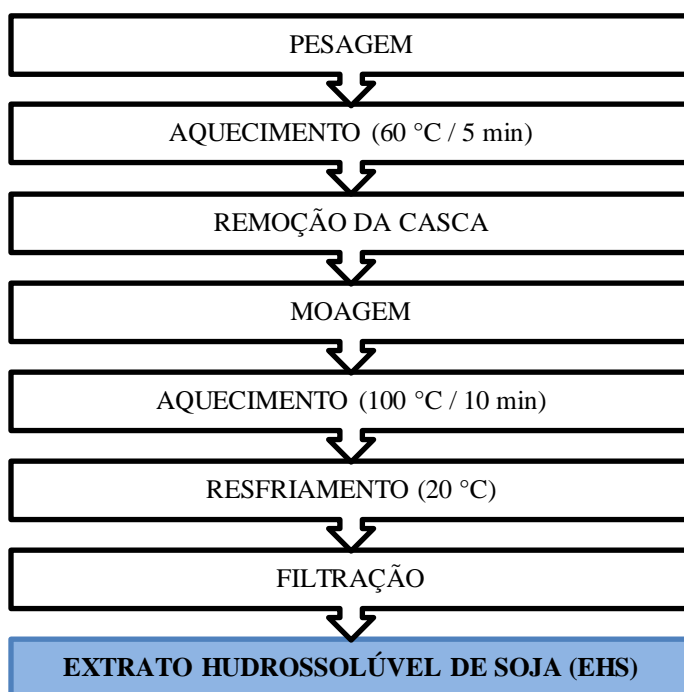 PESAGEM
AQUECIMENTO (60 °C / 5 min)
REMOÇÃO DA CASCA
MOAGEM
AQUECIMENTO (100 °C / 10 min)
RESFRIAMENTO (20 °C)
FILTRAÇÃO
EXTRATO HUDROSSOLÚVEL DE SOJA (EHS)